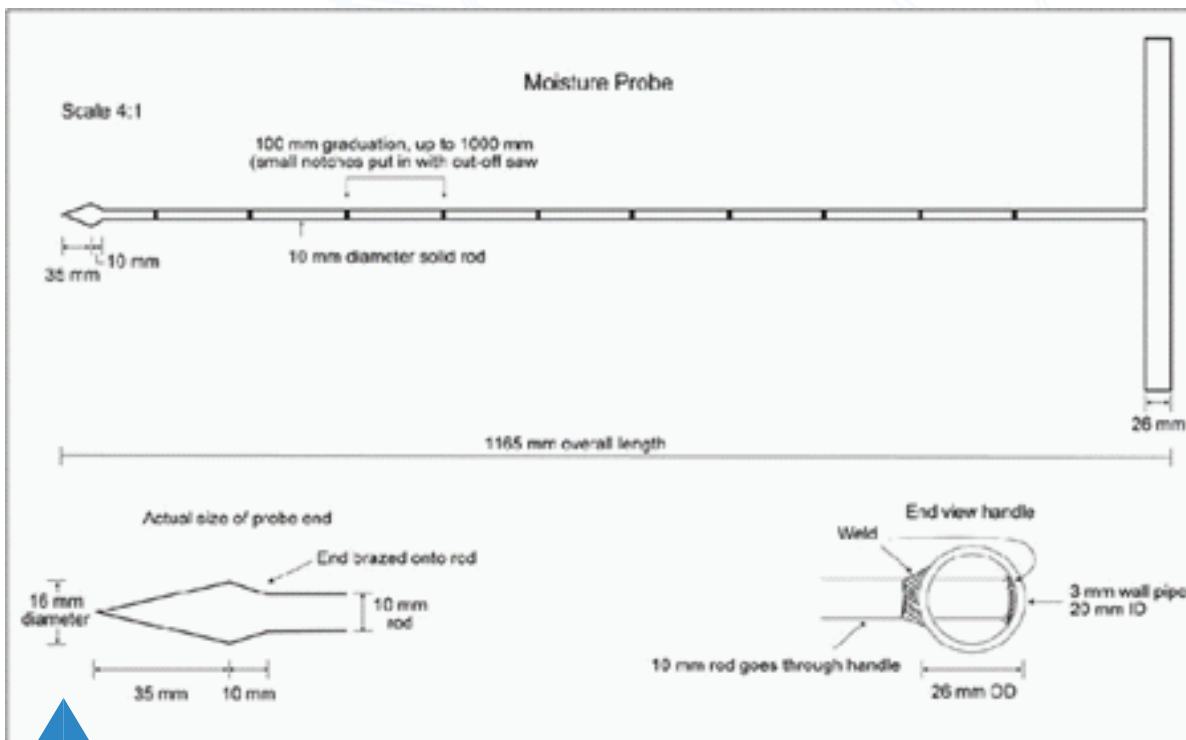 Moisture Probe
Scale 4:1
100 mm graduation, up to 1000 mm
(small notches put in with cut-off saw
10 mm
35 mm
10 mm diameter solid rod
26 mm
1165 mm overall length
Actual size of probe end
End view handle
Weld
End brazed onto rod
16 mm
diameter
10 mm
rod
3 mm wall pipe
20 mm ID
10 mm rod goes through handle
35 mm
10 mm
26 mm OD